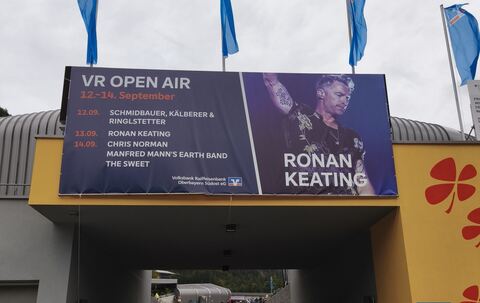 VR OPEN AIR
12.-14. September
12.09. SCHMIDBAUER, KÄLBERER &
RINGLSTETTER
13.09. RONAN KEATING
14.09. CHRIS NORMAN
MANFRED MANN'S EARTH BAND
THE SWEET
Volksbank Raiffeisenbank
Oberbayern Südost eG
RONAN
KEATING